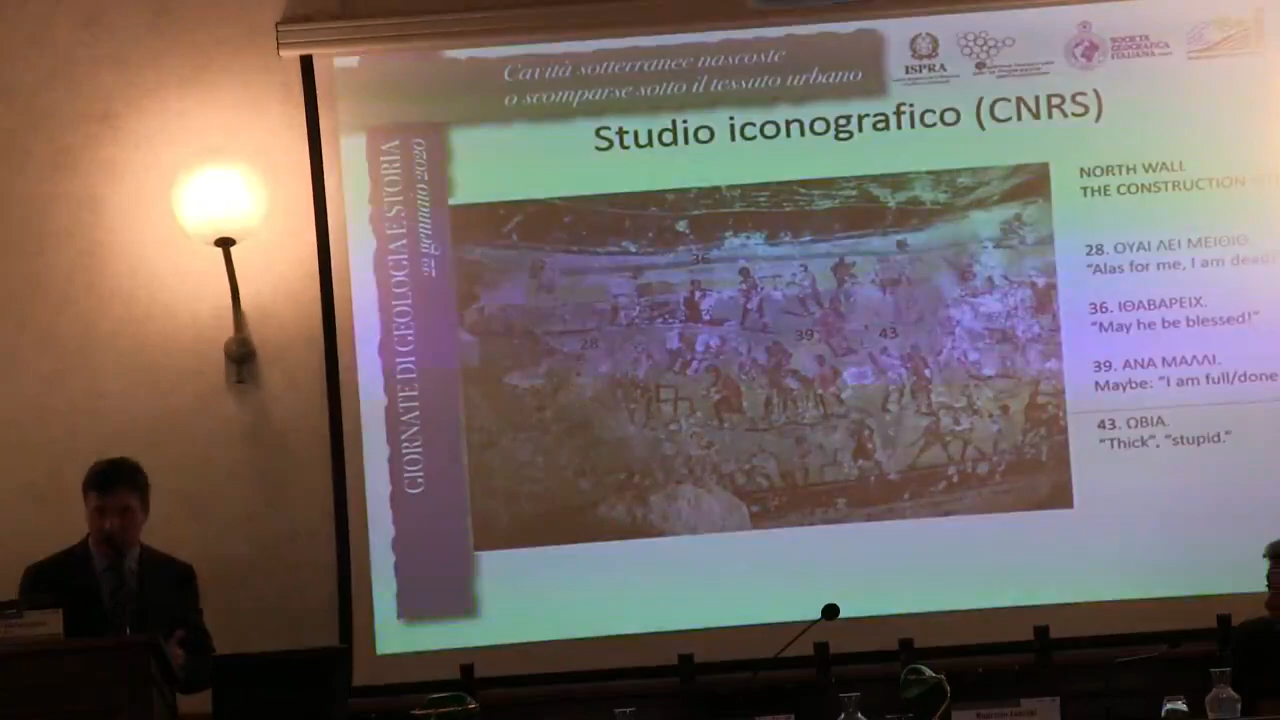 Cavità sotterranee nascoste
o scomparse sotto il tessuto urbano
ISPRA
SOCIETÀ
GEOGRAFICA
ITALIANA
Studio iconografico (CNRS)
GIORNATE DI GEOLOGIA E STORIA
22 gennaio 2020
36
39
43
28
NORTH WALL
THE CONSTRUCTION
28. ΟΥΑΙ ΛΕΙ ΜΕΙΘΙΘ.
“Alas for me, I am dead
36. ΙΘΑΒΑΡΕΙΧ.
“May he be blessed!”
39. ΑΝΑ ΜΑΛΛΙ.
Maybe: “I am full/done
43. ΩΒΙΑ.
“Thick”, “stupid.”